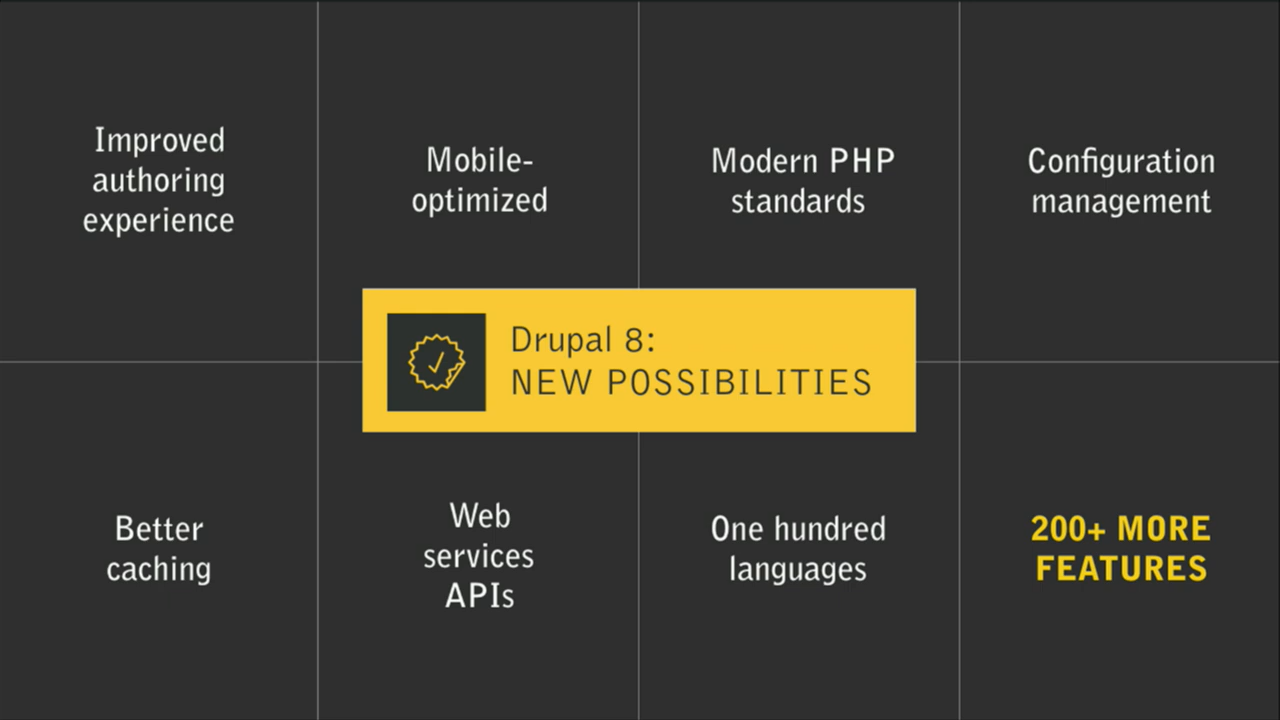 Improved
authoring
experience
Mobile-
optimized
Modern PHP
standards
Configuration
management
Drupal 8:
NEW POSSIBILITIES
Better
caching
Web
services
APIs
One hundred
languages
200+ MORE
FEATURES